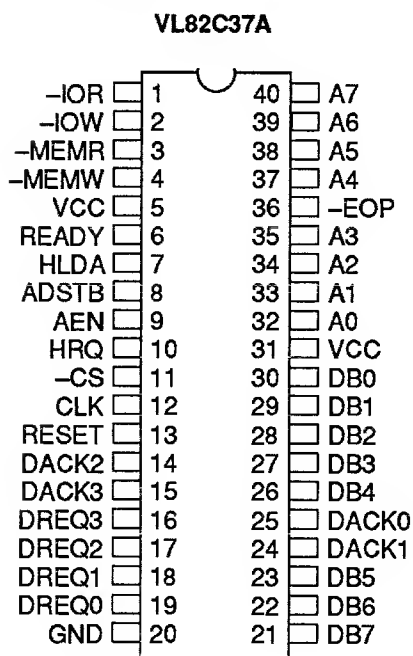 VL82C37A
–IOR 1 40 A7
–IOW 2 39 A6
–MEMR 3 38 A5
–MEMW 4 37 A4
VCC 5 36 –EOP
READY 6 35 A3
HLDA 7 34 A2
ADSTB 8 33 A1
AEN 9 32 A0
HRQ 10 31 VCC
–CS 11 30 DB0
CLK 12 29 DB1
RESET 13 28 DB2
DACK2 14 27 DB3
DACK3 15 26 DB4
DREQ3 16 25 DACK0
DREQ2 17 24 DACK1
DREQ1 18 23 DB5
DREQ0 19 22 DB6
GND 20 21 DB7